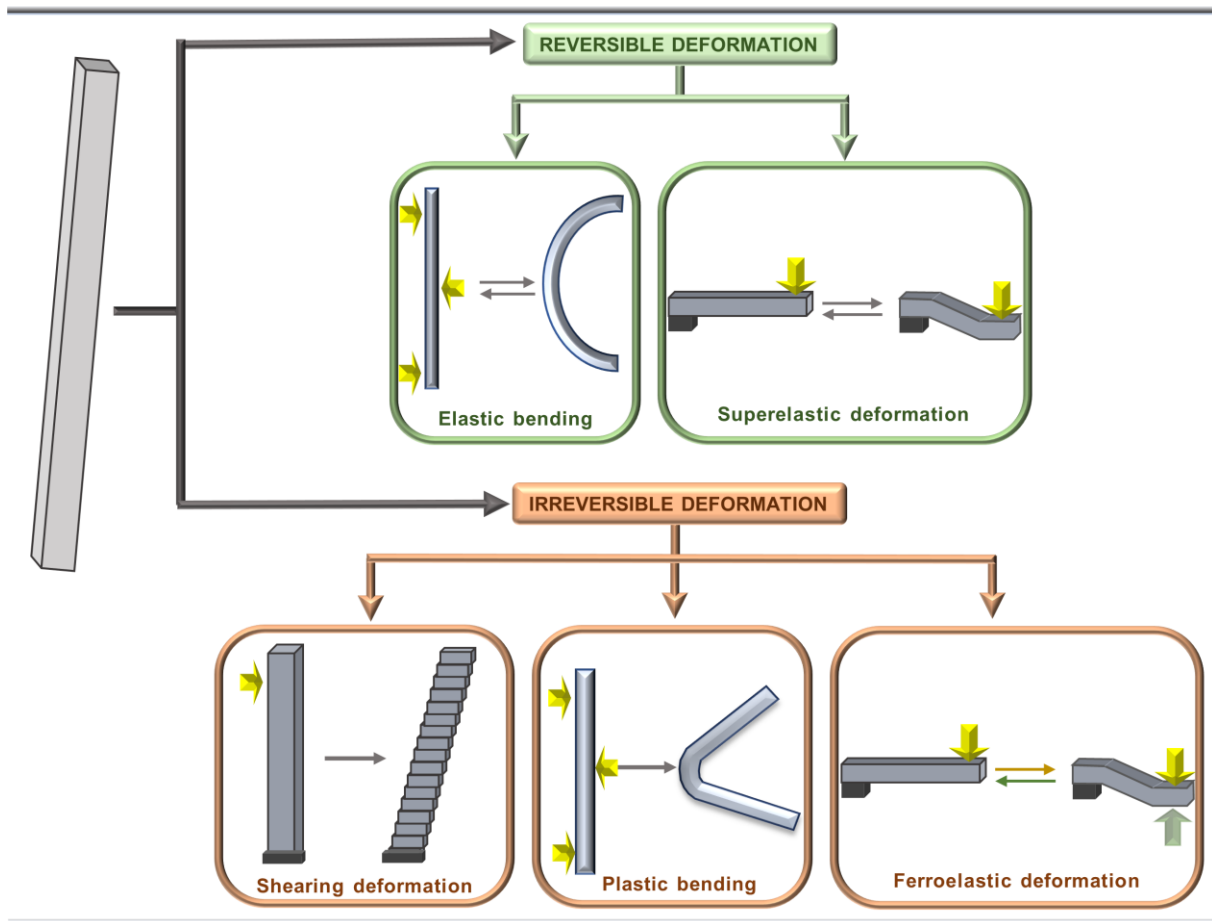 REVERSIBLE DEFORMATION
Elastic bending
Superelastic deformation
IRREVERSIBLE DEFORMATION
Shearing deformation
Plastic bending
Ferroelastic deformation